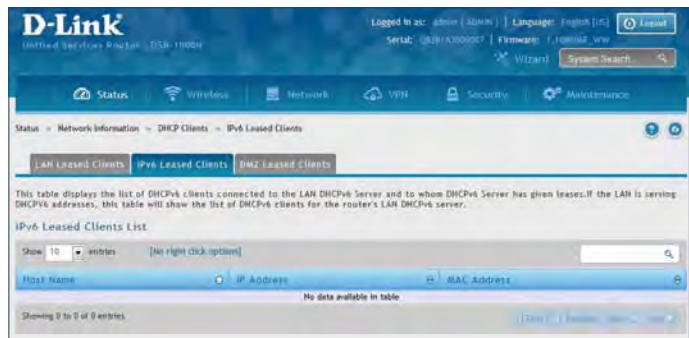 D-Link
Logged in as: admin ( ADMIN ) | Language: English [US]
Logout
Unified Services Router - DSR-1000N
Serial: | Firmware:
Wizard
System Search...
Status
Wireless
Network
VPN
Security
Maintenance
Status » Network Information » DHCP Clients » IPv6 Leased Clients
LAN Leased Clients
IPv6 Leased Clients
DMZ Leased Clients
This table displays the list of DHCPv6 clients connected to the LAN DHCPv6 Server and to whom DHCPv6 Server has given leases.If the LAN is serving
DHCPV6 addresses, this table will show the list of DHCPv6 clients for the router's LAN DHCPv6 server.
IPv6 Leased Clients List
Show 10 entries [No right click options]
Host Name
IP Address
MAC Address
No data available in table
Showing 0 to 0 of 0 entries